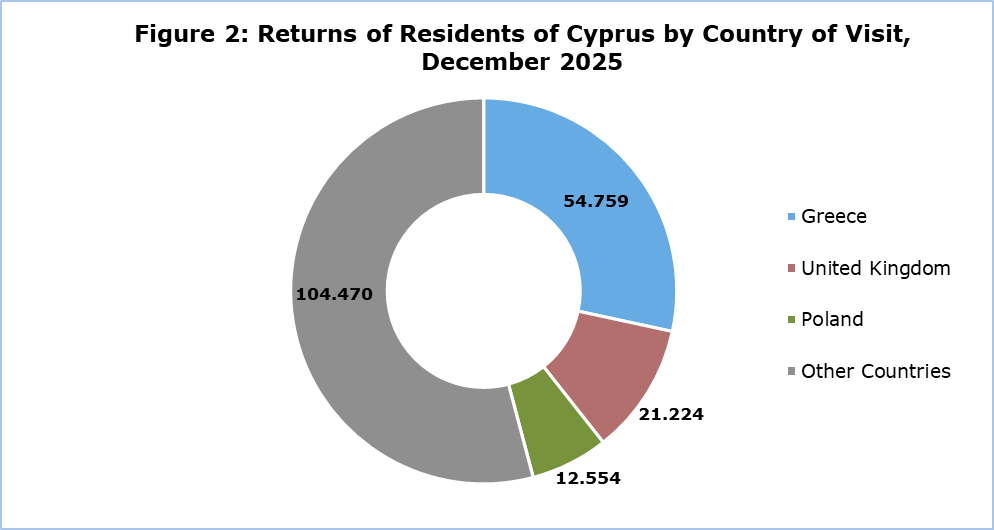 Figure 2: Returns of Residents of Cyprus by Country of Visit,
December 2025
54.759
104.470
21.224
12.554
Greece
United Kingdom
Poland
Other Countries